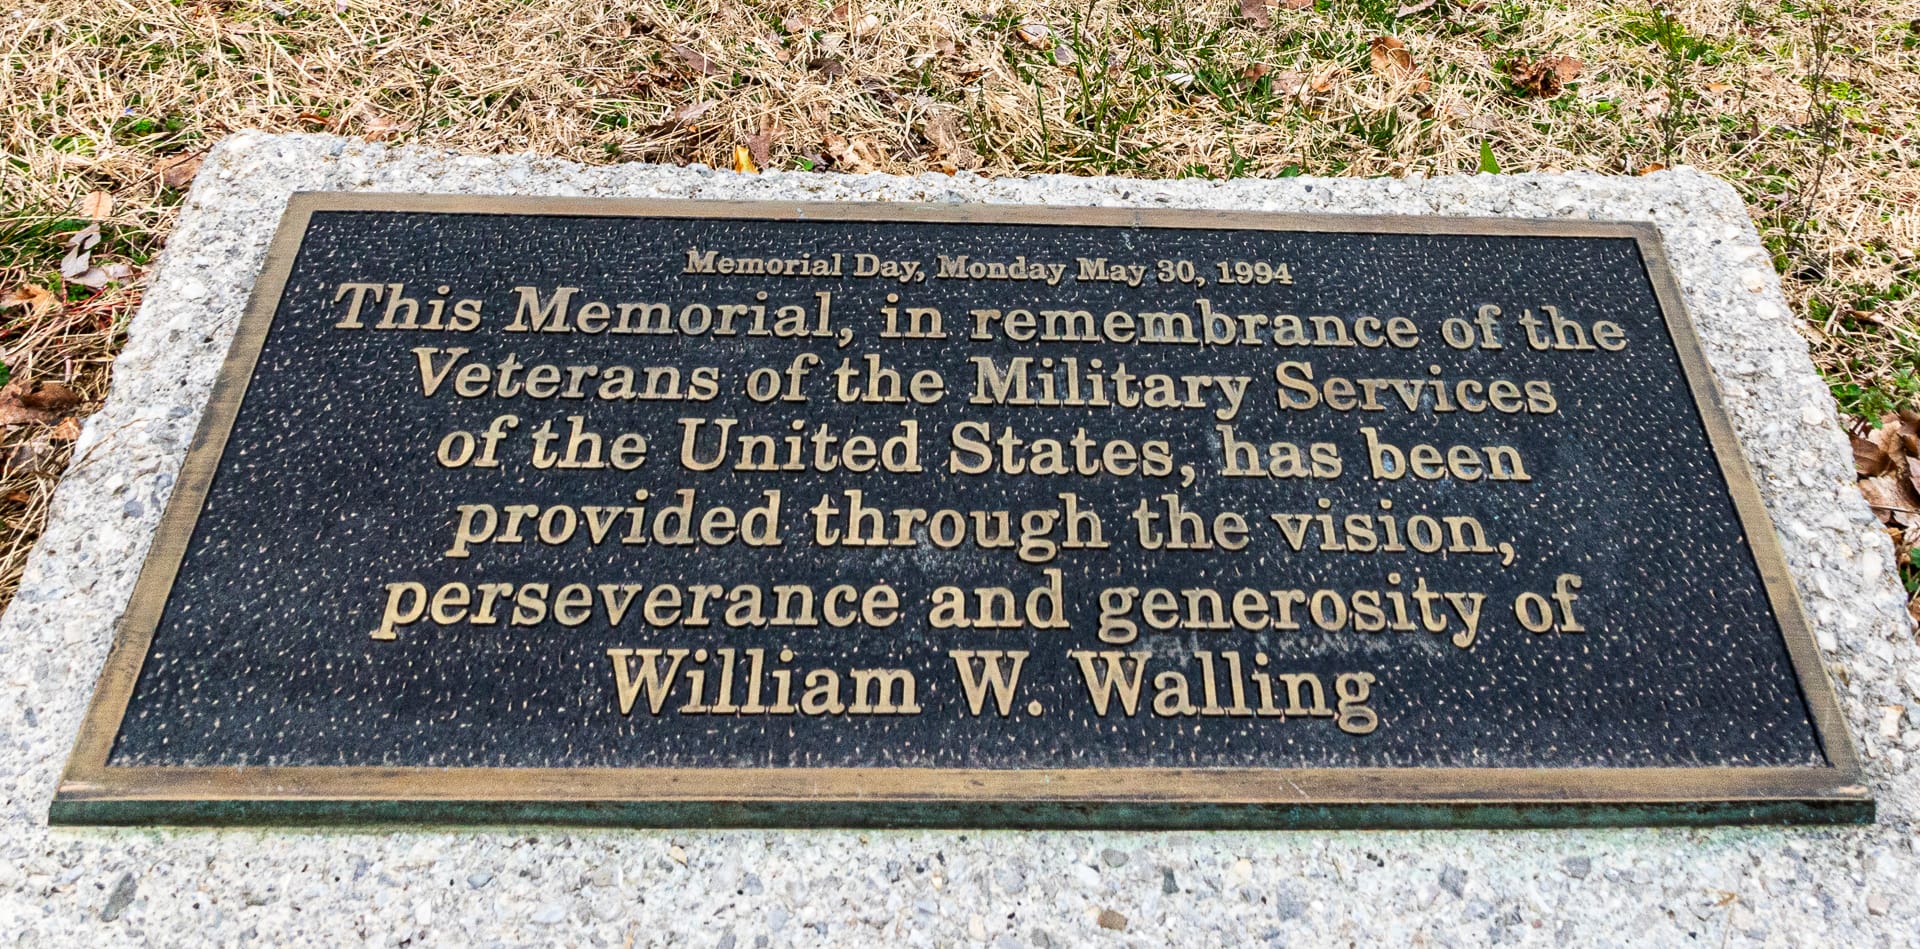 Memorial Day, Monday May 30, 1994
This Memorial, in remembrance of the
Veterans of the Military Services
of the United States, has been
provided through the vision,
perseverance and generosity of
William W. Walling